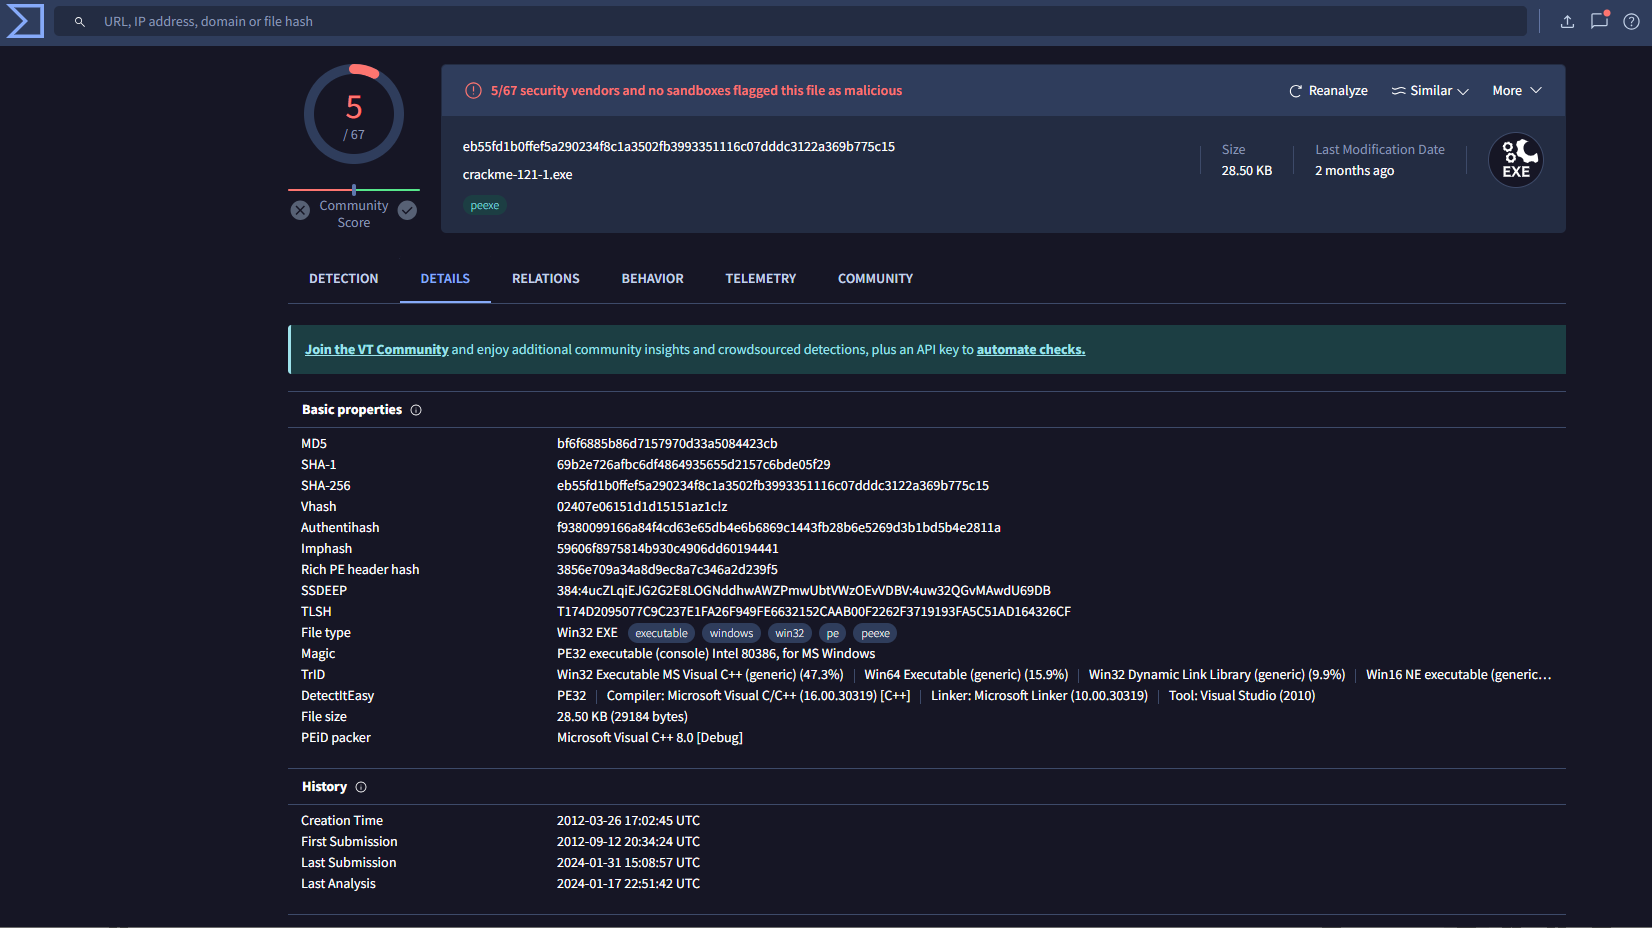 URL, IP address, domain or file hash
5
/ 67
Community
Score
5/67 security vendors and no sandboxes flagged this file as malicious
Reanalyze
Similar
More
eb55fd1b0ffef5a290234f8c1a3502fb3993351116c07dddc3122a369b775c15
crackme-121-1.exe
peexe
Size
28.50 KB
Last Modification Date
2 months ago
EXE
DETECTION DETAILS RELATIONS BEHAVIOR TELEMETRY COMMUNITY
Join the VT Community and enjoy additional community insights and crowdsourced detections, plus an API key to automate checks.
Basic properties
MD5 bf6f6885b86d7157970d33a5084423cb
SHA-1 69b2e726afbc6df4864935655d2157c6bde05f29
SHA-256 eb55fd1b0ffef5a290234f8c1a3502fb3993351116c07dddc3122a369b775c15
Vhash 02407e06151d1d15151az1c!z
Authentihash f9380099166a84f4cd63e65db4e6b6869c1443fb28b6e5269d3b1bd5b4e2811a
Imphash 59606f8975814b930c4906dd60194441
Rich PE header hash 3856e709a34a8d9ec8a7c346a2d239f5
SSDEEP 384:4ucZLqiEJG2G2E8LOGNddhwAWZPmwUbtVWzOEvVDBV:4uw32QGvMAwdU69DB
TLSH T174D2095077C9C237E1FA26F949FE6632152CAAB00F2262F3719193FA5C51AD164326CF
File type Win32 EXE executable windows win32 pe peexe
Magic PE32 executable (console) Intel 80386, for MS Windows
TrID Win32 Executable MS Visual C++ (generic) (47.3%) Win64 Executable (generic) (15.9%) Win32 Dynamic Link Library (generic) (9.9%) Win16 NE executable (generic...
DetectItEasy PE32 Compiler: Microsoft Visual C/C++ (16.00.30319) [C++] Linker: Microsoft Linker (10.00.30319) Tool: Visual Studio (2010)
File size 28.50 KB (29184 bytes)
PEiD packer Microsoft Visual C++ 8.0 [Debug]
History
Creation Time 2012-03-26 17:02:45 UTC
First Submission 2012-09-12 20:34:24 UTC
Last Submission 2024-01-31 15:08:57 UTC
Last Analysis 2024-01-17 22:51:42 UTC